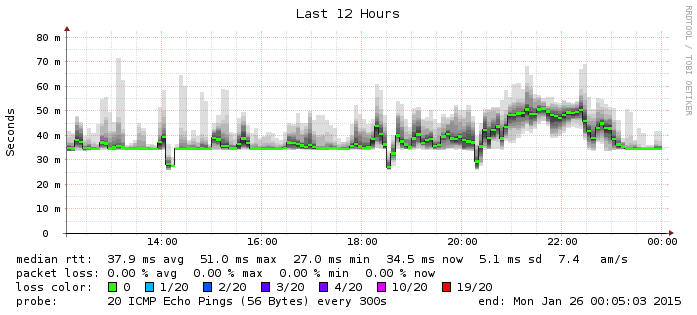 Last 12 Hours
RRDTOOL / TOBI OETIKER
Seconds
80 m
70 m
60 m
50 m
40 m
30 m
20 m
10 m
0
14:00 16:00 18:00 20:00 22:00 00:00
median rtt: 37.9 ms avg 51.0 ms max 27.0 ms min 34.5 ms now 5.1 ms sd 7.4 am/s
packet loss: 0.00 % avg 0.00 % max 0.00 % min 0.00 % now
loss color: 0 1/20 2/20 3/20 4/20 10/20 19/20
probe: 20 ICMP Echo Pings (56 Bytes) every 300s end: Mon Jan 26 00:05:03 2015